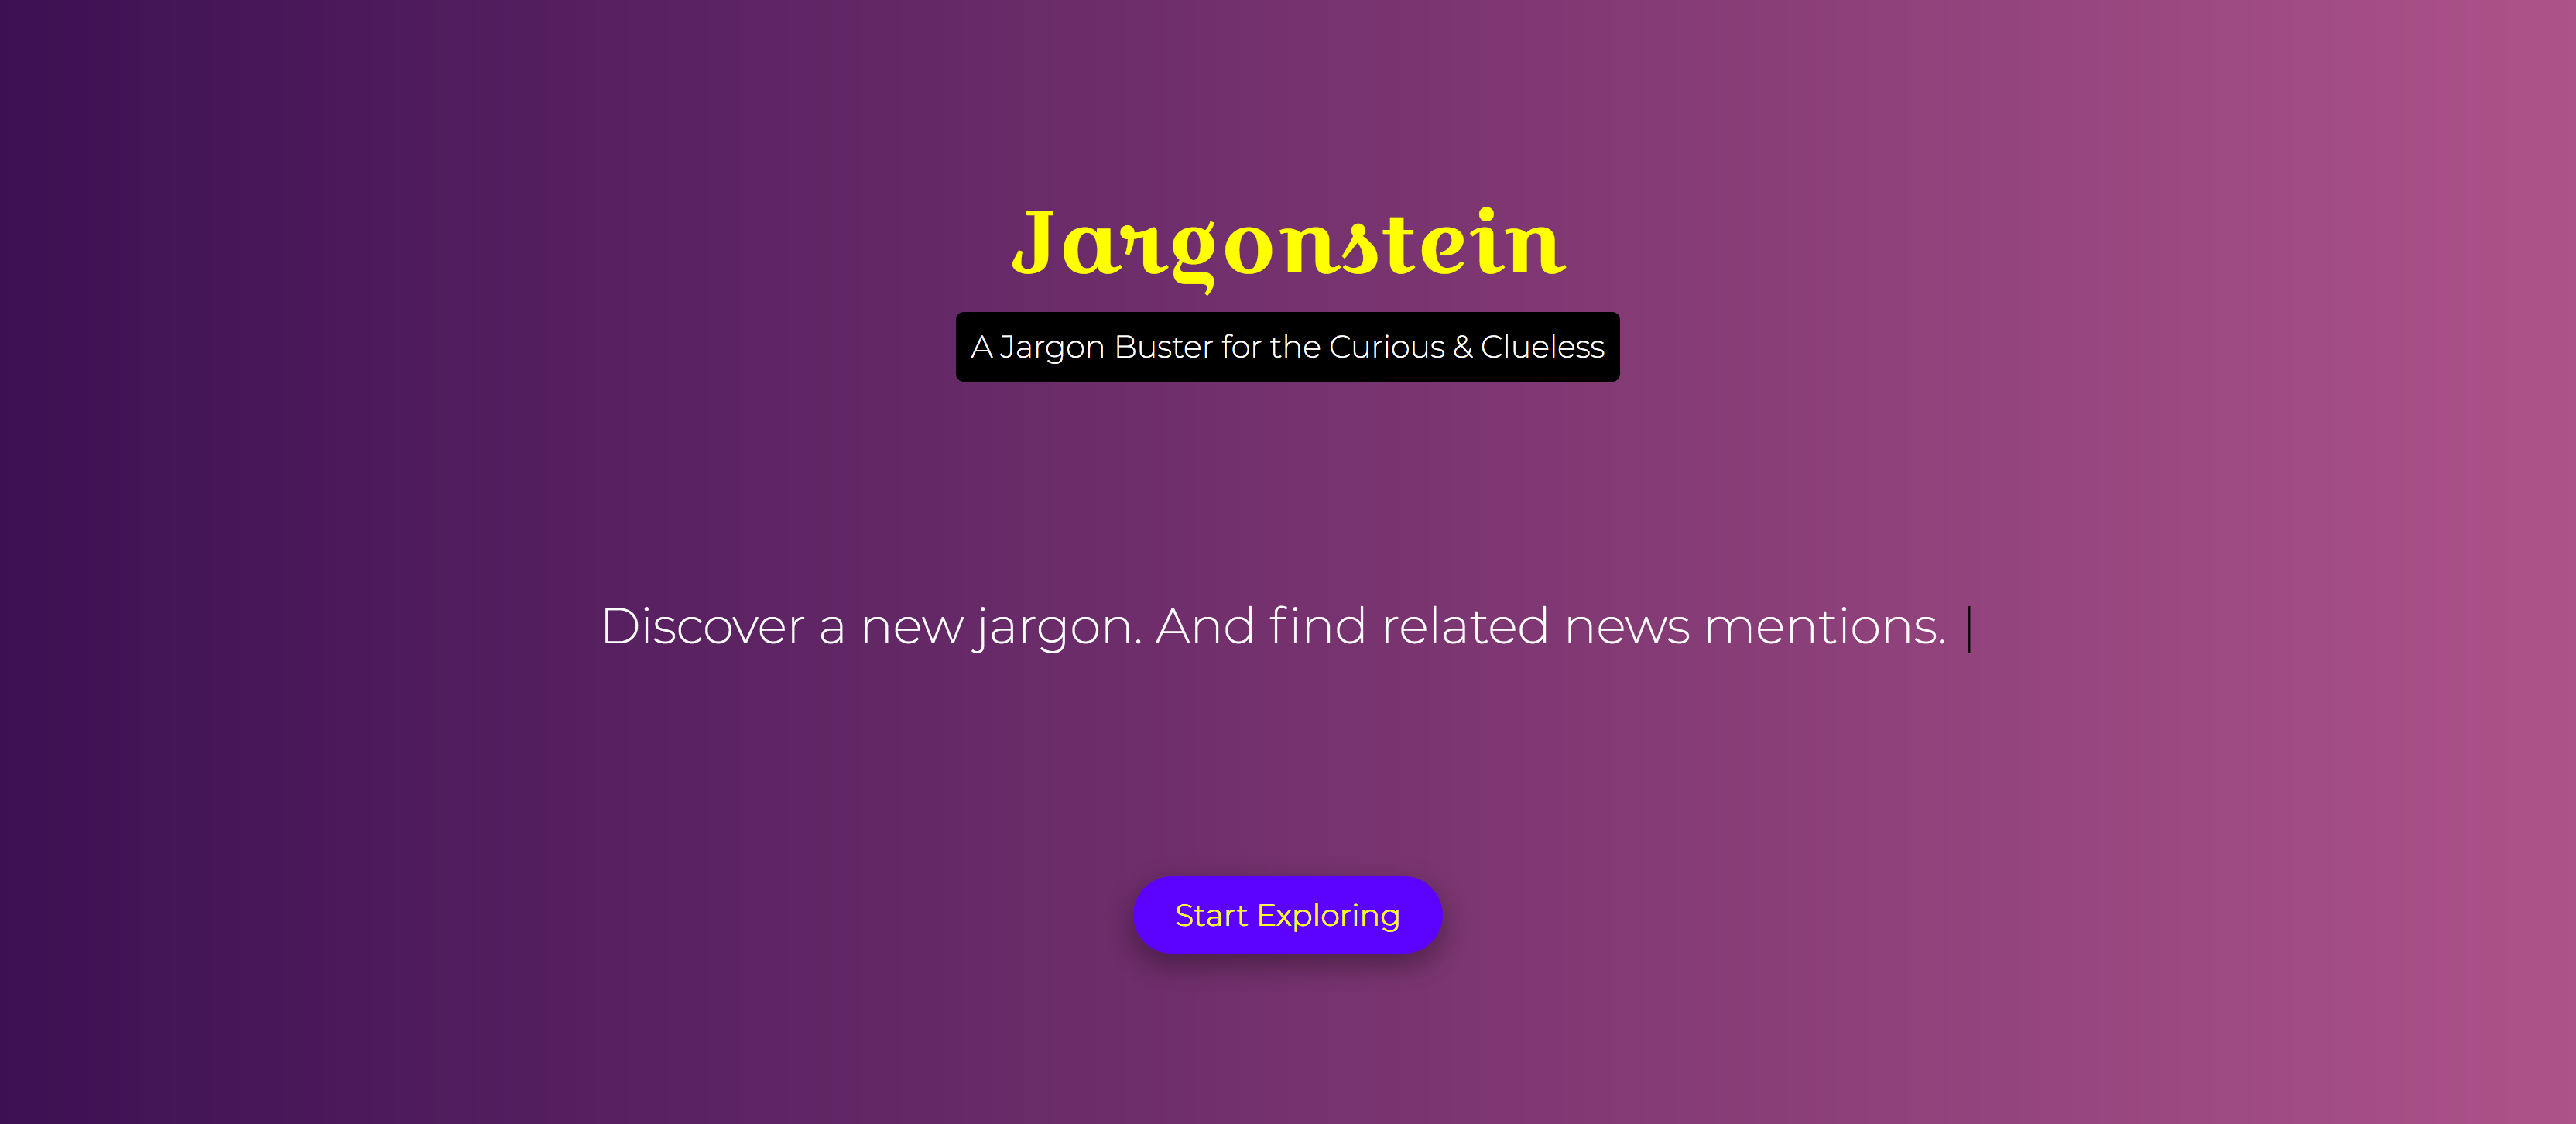 Jargonstein
A Jargon Buster for the Curious & Clueless
Discover a new jargon. And find related news mentions.
Start Exploring